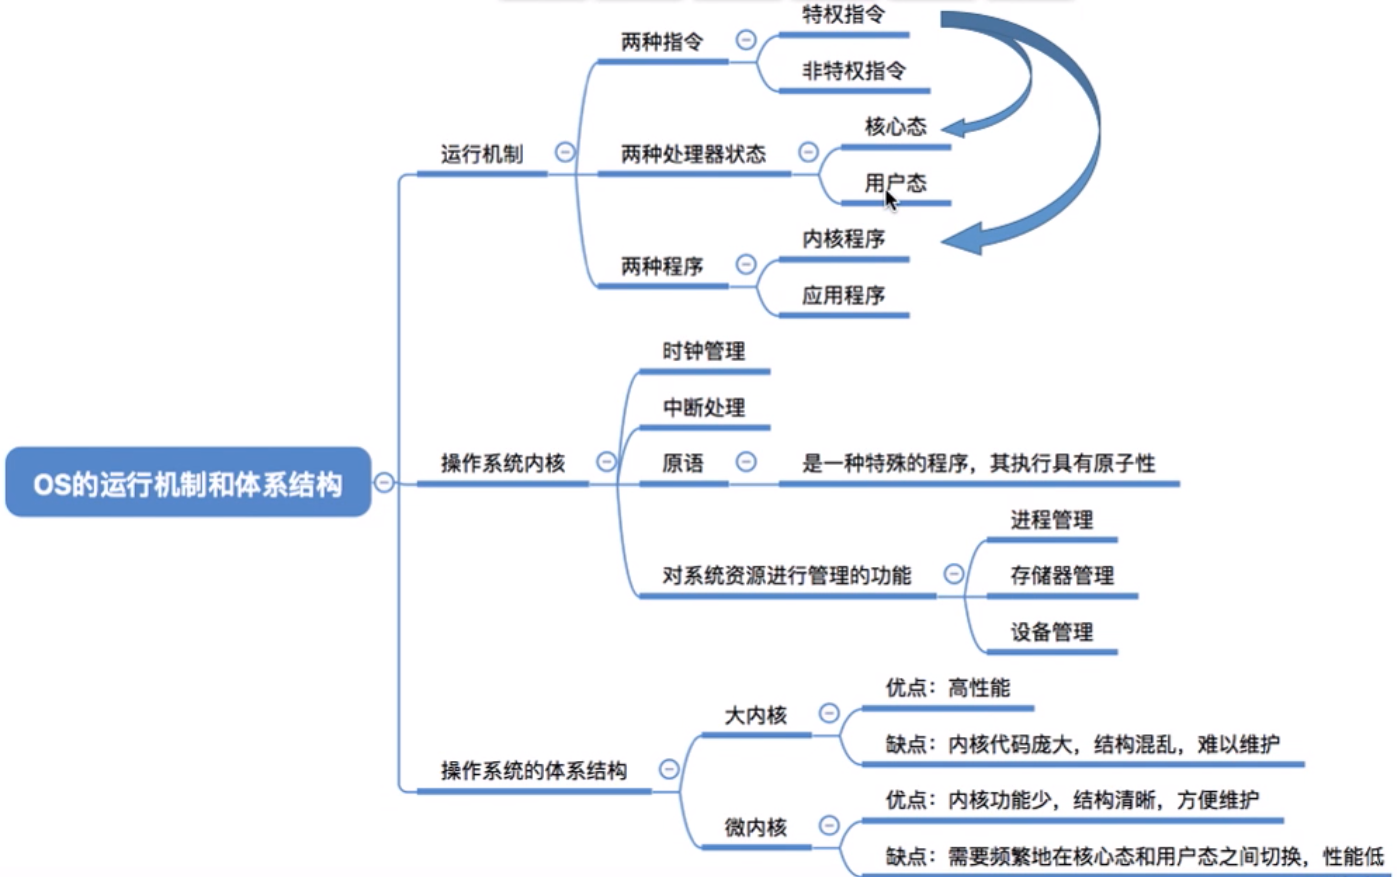 OS的运行机制和体系结构
运行机制
两种指令
特权指令
非特权指令
两种处理器状态
核心态
用户态
两种程序
内核程序
应用程序
操作系统内核
时钟管理
中断处理
原语
是一种特殊的程序，其执行具有原子性
对系统资源进行管理的功能
进程管理
存储器管理
设备管理
操作系统的体系结构
大内核
优点：高性能
缺点：内核代码庞大，结构混乱，难以维护
微内核
优点：内核功能少，结构清晰，方便维护
缺点：需要频繁地在核心态和用户态之间切换，性能低